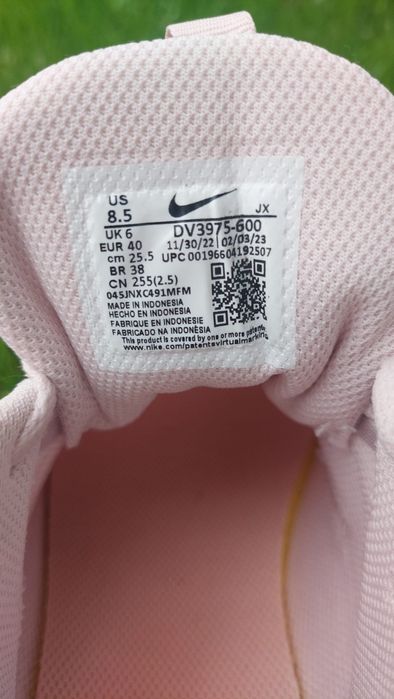 US
8.5
JX
UK 6
DV3975-600
EUR 40
11/30/22 02/03/23
cm 25.5
UPC 00196604192507
BR 38
CN 255(2.5)
045JNXC491MFM
MADE IN INDONESIA
HECHO EN INDONESIA
FABRIQUE EN INDONESIE
FABRICADO NA INDONESIA
This product is covered by one or more patents.
www.nike.com/patentsvirtualmarking